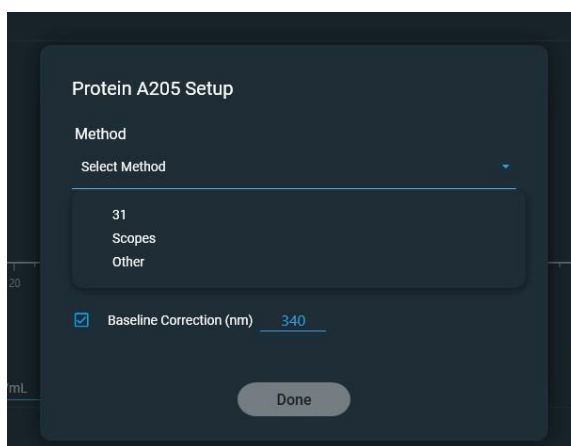 Protein A205 Setup
Method
Select Method
31
Scopes
Other
20
Baseline Correction (nm) 340
/mL
Done